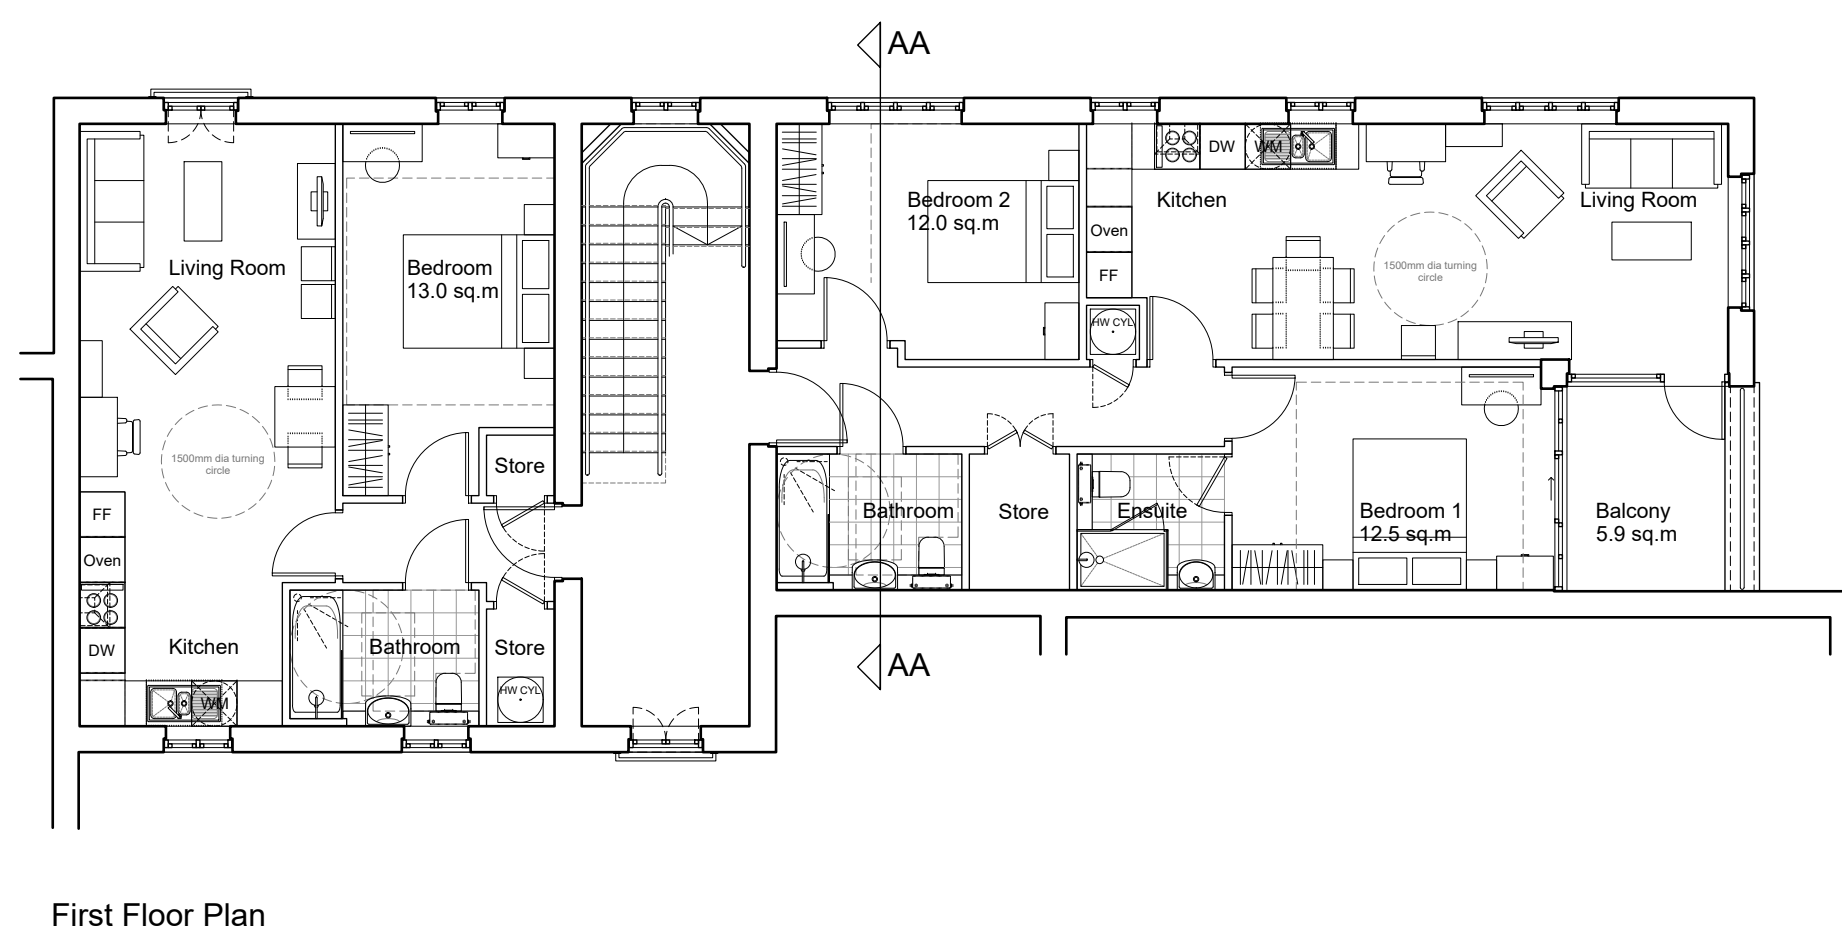 AA
Living Room
Bedroom
13.0 sq.m
1500mm dia turning
circle
FF
Oven
DW
Kitchen
WM
Bathroom
Store
Store
HW CYL
Bedroom 2
12.0 sq.m
Oven
FF
HW CYL
Kitchen
DW
WM
1500mm dia turning
circle
Living Room
Bathroom
Store
Ensuite
Bedroom 1
12.5 sq.m
Balcony
5.9 sq.m
AA
First Floor Plan